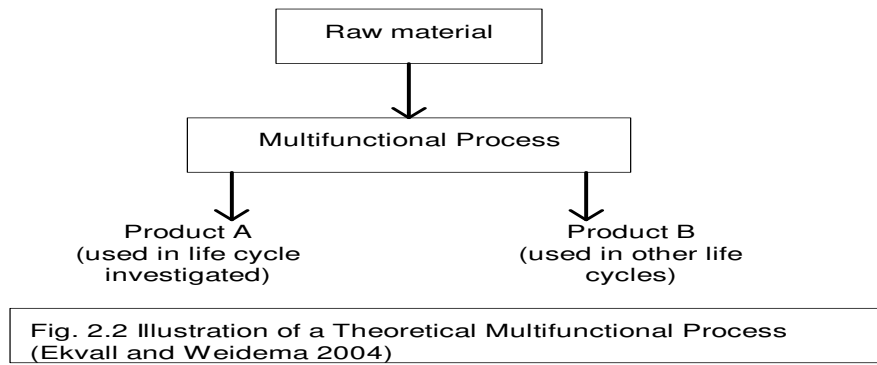 Raw material
Multifunctional Process
Product A
(used in life cycle
investigated)
Product B
(used in other life
cycles)
Fig. 2.2 Illustration of a Theoretical Multifunctional Process
(Ekvall and Weidema 2004)